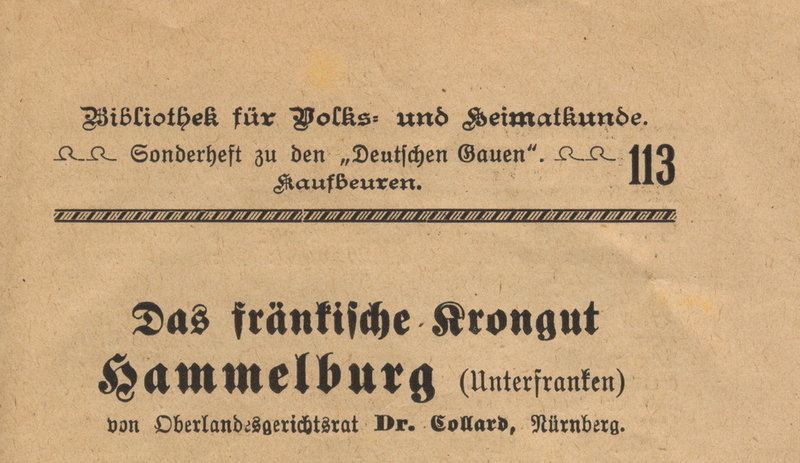 Bibliothek für Volks- und Heimatkunde.
Sonderheft zu den „Deutschen Gauen“.
113
Kaufbeuren.
Das fränkische Krongut
Hammelburg (Unterfranken)
von Oberlandesgerichtsrat Dr. Collard, Nürnberg.